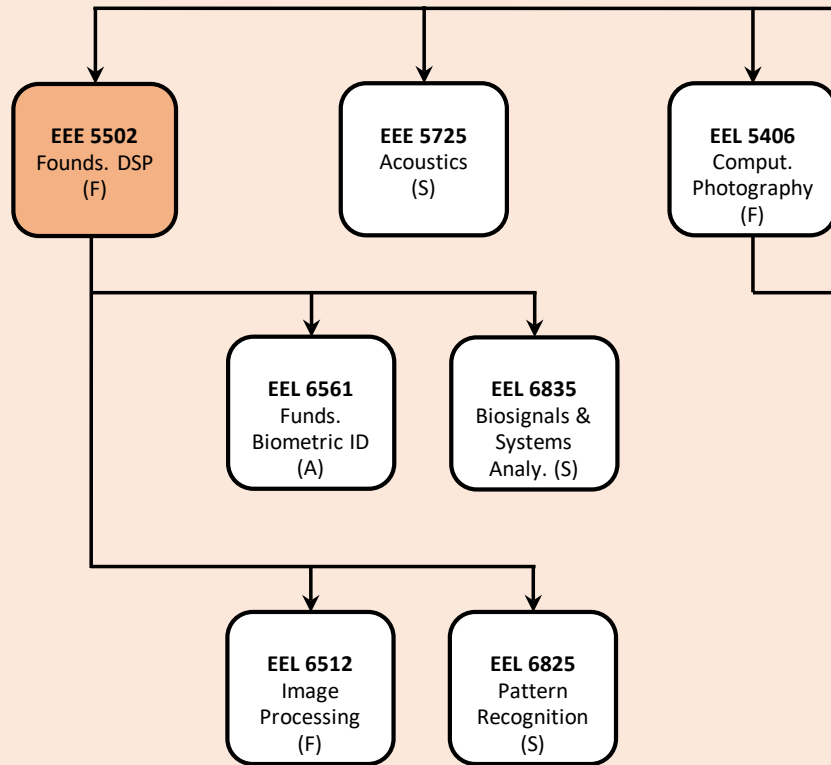 EEE 5502
Founds. DSP
(F)
EEE 5725
Acoustics
(S)
EEL 5406
Comput.
Photography
(F)
EEL 6561
Funds.
Biometric ID
(A)
EEL 6835
Biosignals &
Systems
Analy. (S)
EEL 6512
Image
Processing
(F)
EEL 6825
Pattern
Recognition
(S)